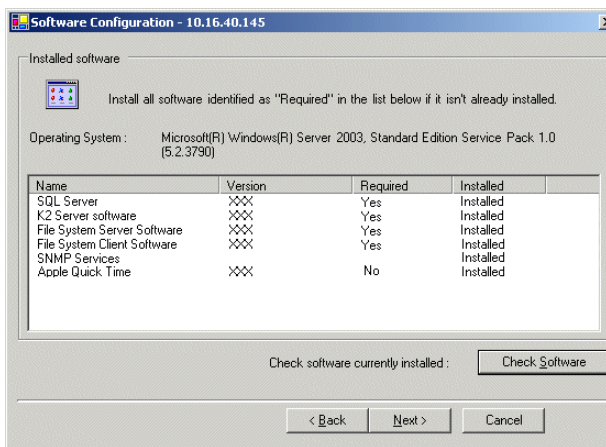 Software Configuration - 10.16.40.145
Installed software
Install all software identified as "Required" in the list below if it isn't already installed.
Operating System : Microsoft(R) Windows(R) Server 2003, Standard Edition Service Pack 1.0
(5.2.3790)
Name Version Required Installed
SQL Server XXX Yes Installed
K2 Server software XXX Yes Installed
File System Server Software XXX Yes Installed
File System Client Software XXX Yes Installed
SNMP Services Installed
Apple Quick Time XXX No Installed
Check software currently installed : Check Software
< Back Next > Cancel